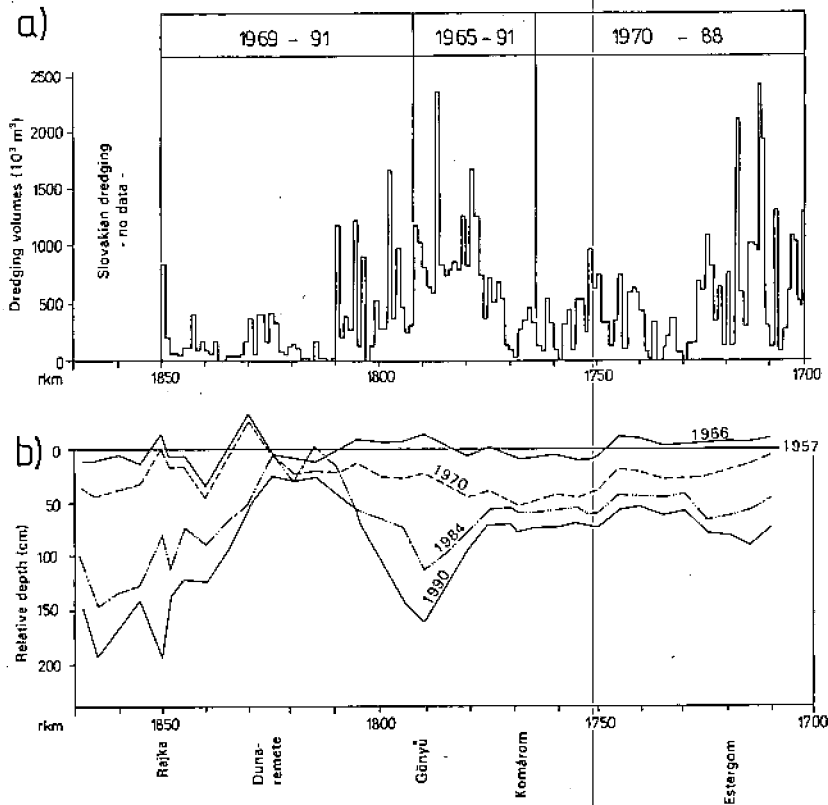 a)
1969 - 91
1965-91
1970 - 88
Dredging volumes (10³ m³)
2500
2000
1500
1000
500
0
Slovakian dredging
- no data -
rkm
1850
1800
1750
1700
b)
Relative depth (cm)
0
50
100
150
200
1966
1957
1970
1984
1990
rkm
1850
1800
1750
1700
Rajka
Duna-
remete
Gönyű
Komárom
Estergom